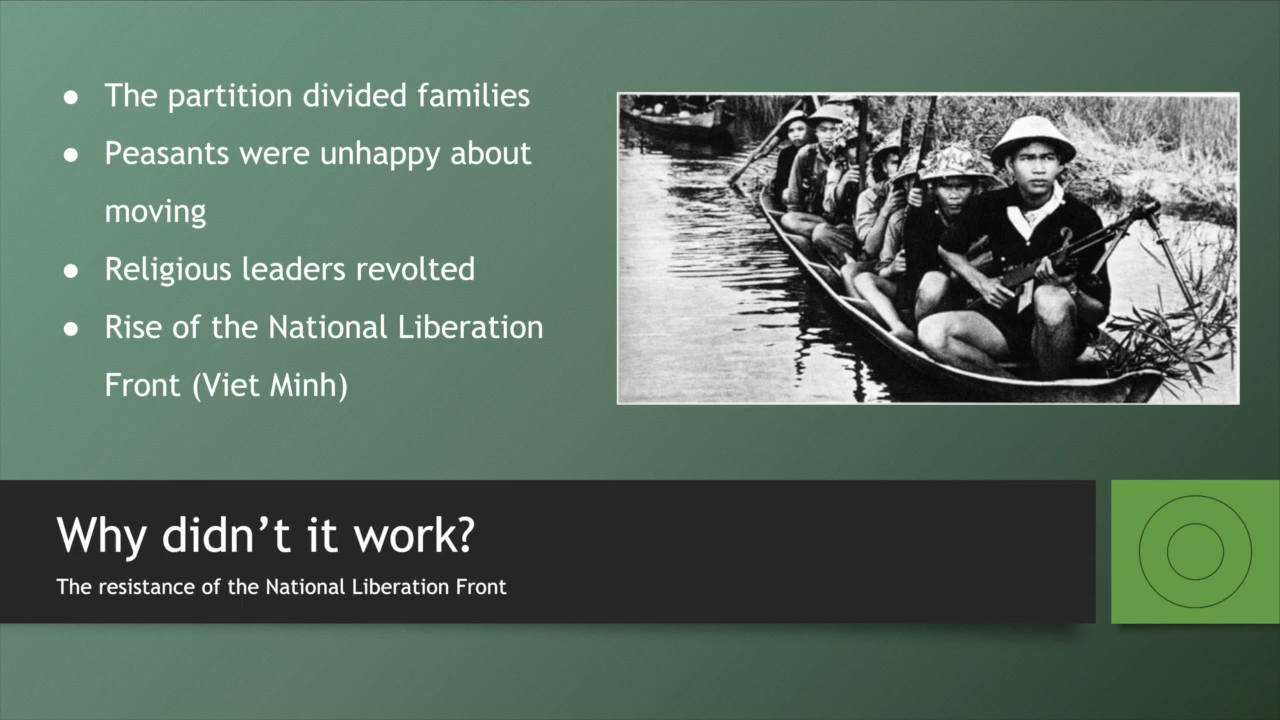 ● The partition divided families
● Peasants were unhappy about
moving
● Religious leaders revolted
● Rise of the National Liberation
Front (Viet Minh)
Why didn’t it work?
The resistance of the National Liberation Front